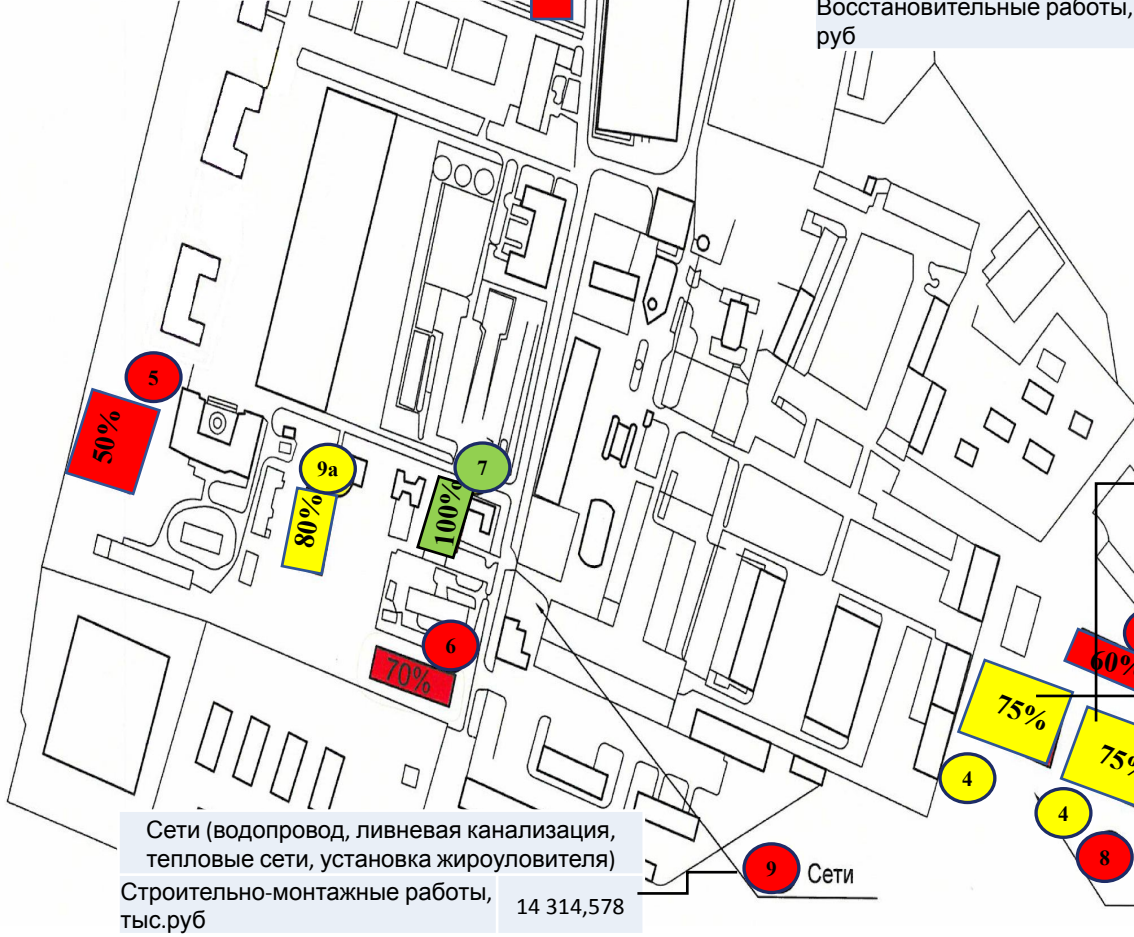 Восстановительные работы,
руб
5
50%
9а
80%
7
100%
6
70%
60%
75%
75%
4
4
8
Сети (водопровод, ливневая канализация,
тепловые сети, установка жироуловителя)
Строительно-монтажные работы,
тыс.руб
14 314,578
9
Сети